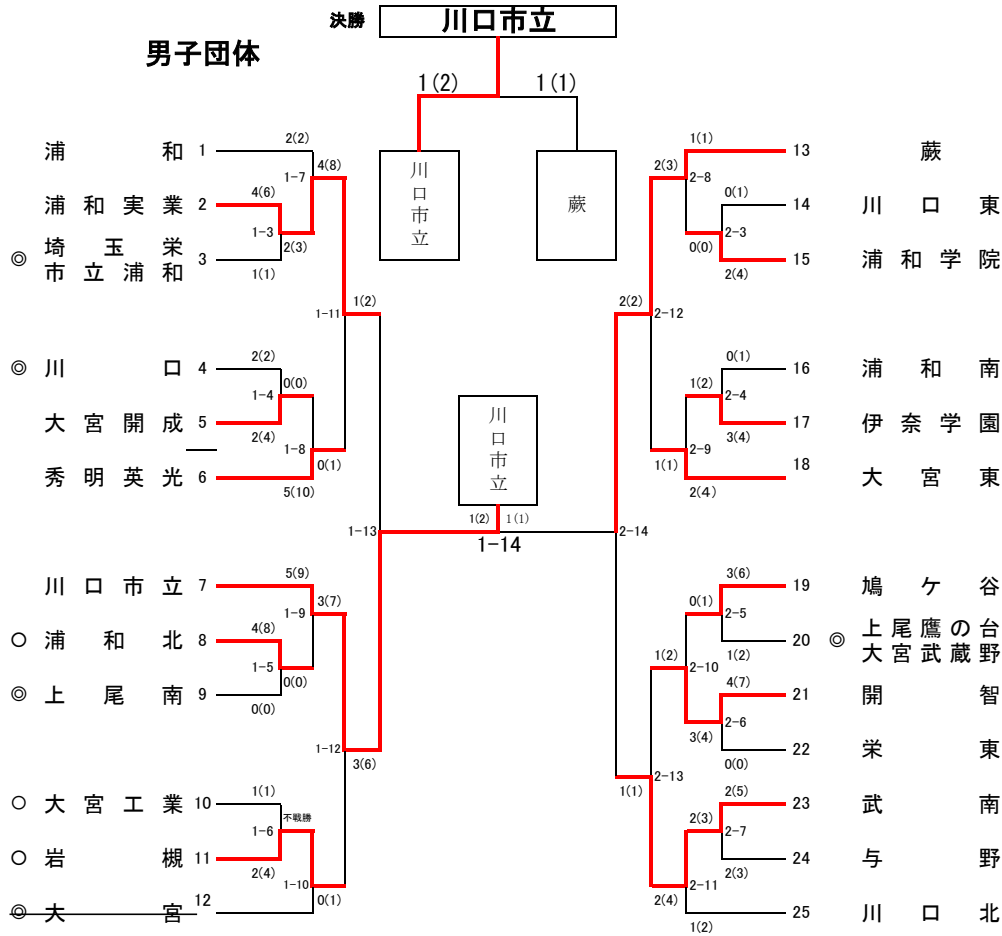 決勝
川口市立
男子団体
1(2)
1(1)
川口市立
蕨
浦和 1
2(2)
1-7
4(8)
浦和実業 2
4(6)
1-3
2(3)
◎ 埼玉栄
市立浦和 3
1(1)
1-11
1(2)
◎ 川口 4
2(2)
1-4
0(0)
大宮開成 5
2(4)
1-8
0(1)
秀明英光 6
5(10)
1-13
川口市立 7
5(9)
1-9
3(7)
○ 浦和北 8
4(8)
1-5
0(0)
◎ 上尾南 9
0(0)
1-12
3(6)
○ 大宮工業 10
1(1)
1-6
不戦勝
○ 岩槻 11
2(4)
1-10
0(1)
◎ 大宮 12
川口市立
1(2)
1(1)
1-14
1(1)
13 蕨
2(3)
2-8
0(1)
14 川口東
2-3
0(0)
15 浦和学院
2(4)
2(2)
2-12
0(1)
16 浦和南
1(2)
2-4
17 伊奈学園
3(4)
2-9
1(1)
18 大宮東
2(4)
2-14
3(6)
19 鳩ケ谷
0(1)
2-5
20 ◎ 上尾鷹の台
大宮武蔵野
1(2)
1(2)
2-10
4(7)
21 開智
2-6
3(4)
22 栄東
0(0)
2-13
1(1)
2(5)
23 武南
2(3)
2-7
24 与野
2(3)
2-11
2(4)
25 川口北
1(2)